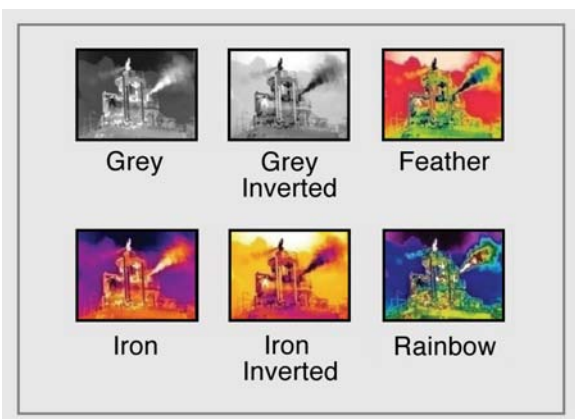 Grey
Grey
Inverted
Feather
Iron
Iron
Inverted
Rainbow